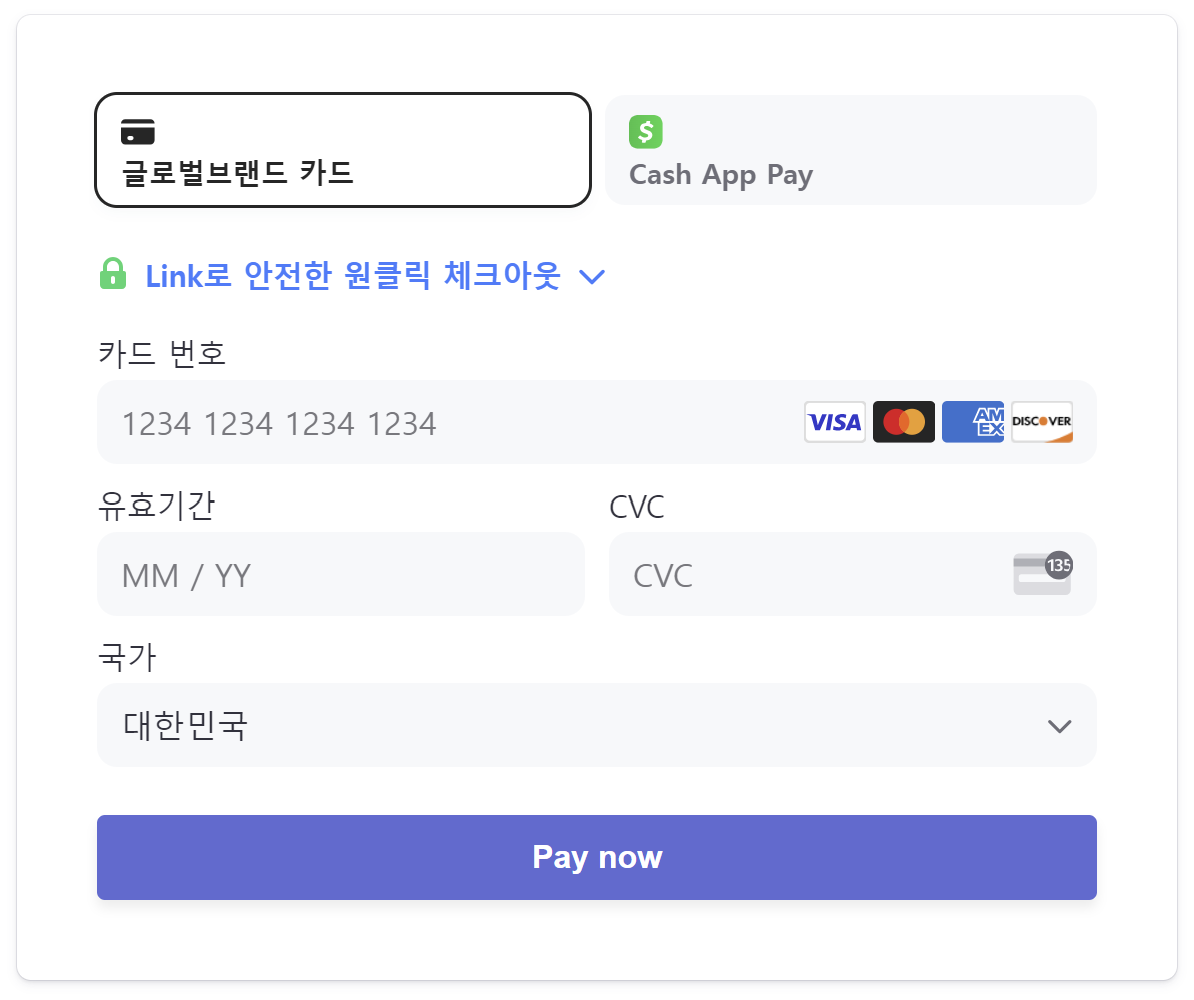 글로벌브랜드 카드
$
Cash App Pay
Link로 안전한 원클릭 체크아웃
카드 번호
1234 1234 1234 1234
VISA
AM
EX
DISCOVER
유효기간
CVC
MM / YY
CVC
135
국가
대한민국
Pay now